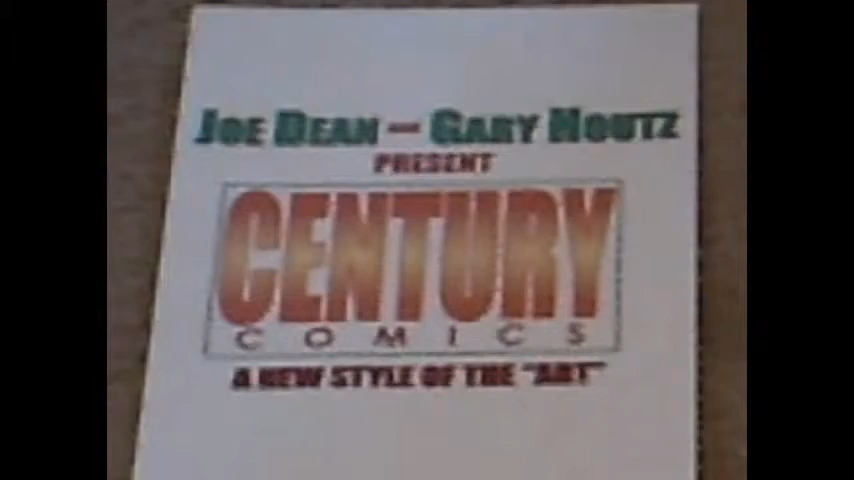 JOE DEAN – GARY HOUTZ
PRESENT
CENTURY
COMICS
A NEW STYLE OF THE "ART"